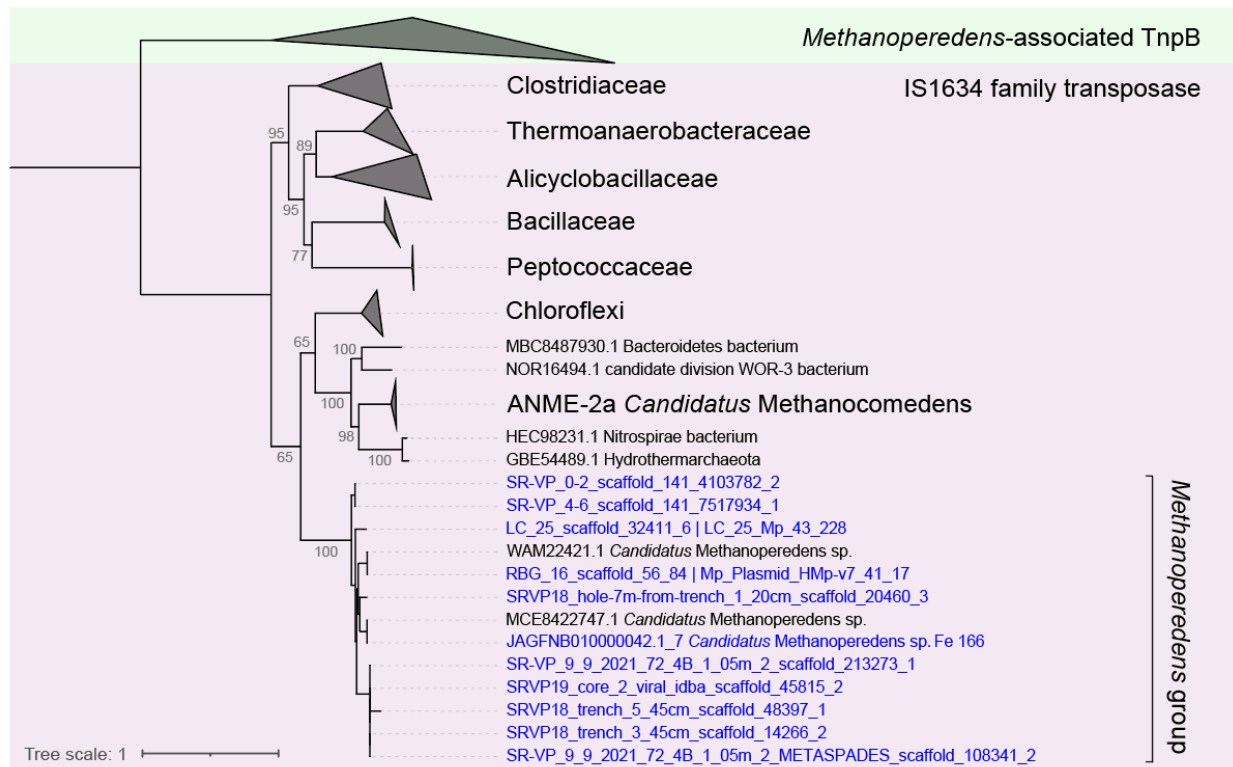 Methanoperedens-associated TnpB
IS1634 family transposase
Clostridiaceae
95
Thermoanaerobacteraceae
89
Alicyclobacillaceae
95
Bacillaceae
77
Peptococcaceae
Chloroflexi
65
100
MBC8487930.1 Bacteroidetes bacterium
NOR16494.1 candidate division WOR-3 bacterium
100
ANME-2a Candidatus Methanocomedens
98
HEC98231.1 Nitrospirae bacterium
65
100
GBE54489.1 Hydrothermarchaeota
SR-VP_0-2_scaffold_141_4103782_2
SR-VP_4-6_scaffold_141_7517934_1
LC_25_scaffold_32411_6 | LC_25_Mp_43_228
100
WAM22421.1 Candidatus Methanoperedens sp.
RBG_16_scaffold_56_84 | Mp_Plasmid_HMp-v7_41_17
SRVP18_hole-7m-from-trench_1_20cm_scaffold_20460_3
MCE8422747.1 Candidatus Methanoperedens sp.
JAGFNB010000042.1_7 Candidatus Methanoperedens sp. Fe 166
SR-VP_9_9_2021_72_4B_1_05m_2_scaffold_213273_1
SRVP19_core_2_viral_idba_scaffold_45815_2
SRVP18_trench_5_45cm_scaffold_48397_1
SRVP18_trench_3_45cm_scaffold_14266_2
SR-VP_9_9_2021_72_4B_1_05m_2_METASPADES_scaffold_108341_2
Methanoperedens group
Tree scale: 1